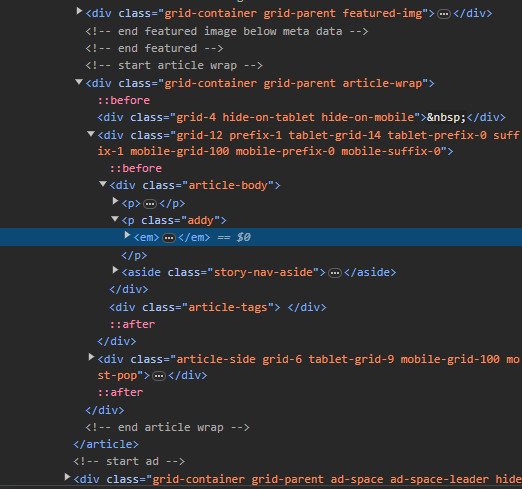 <div class="grid-container grid-parent featured-img">…</div>
<!-- end featured image below meta data -->
<!-- end featured -->
<!-- start article wrap -->
<div class="grid-container grid-parent article-wrap">
::before
<div class="grid-4 hide-on-tablet hide-on-mobile">&nbsp;</div>
<div class="grid-12 prefix-1 tablet-grid-14 tablet-prefix-0 suff
ix-1 mobile-grid-100 mobile-prefix-0 mobile-suffix-0">
::before
<div class="article-body">
<p>…</p>
<p class="addy">
<em>…</em> == $0
</p>
<aside class="story-nav-aside">…</aside>
</div>
<div class="article-tags"> </div>
::after
</div>
<div class="article-side grid-6 tablet-grid-9 mobile-grid-100 mo
st-pop">…</div>
::after
</div>
<!-- end article wrap -->
</article>
<!-- start ad -->
<div class="grid-container grid-parent ad-space ad-space-leader hide